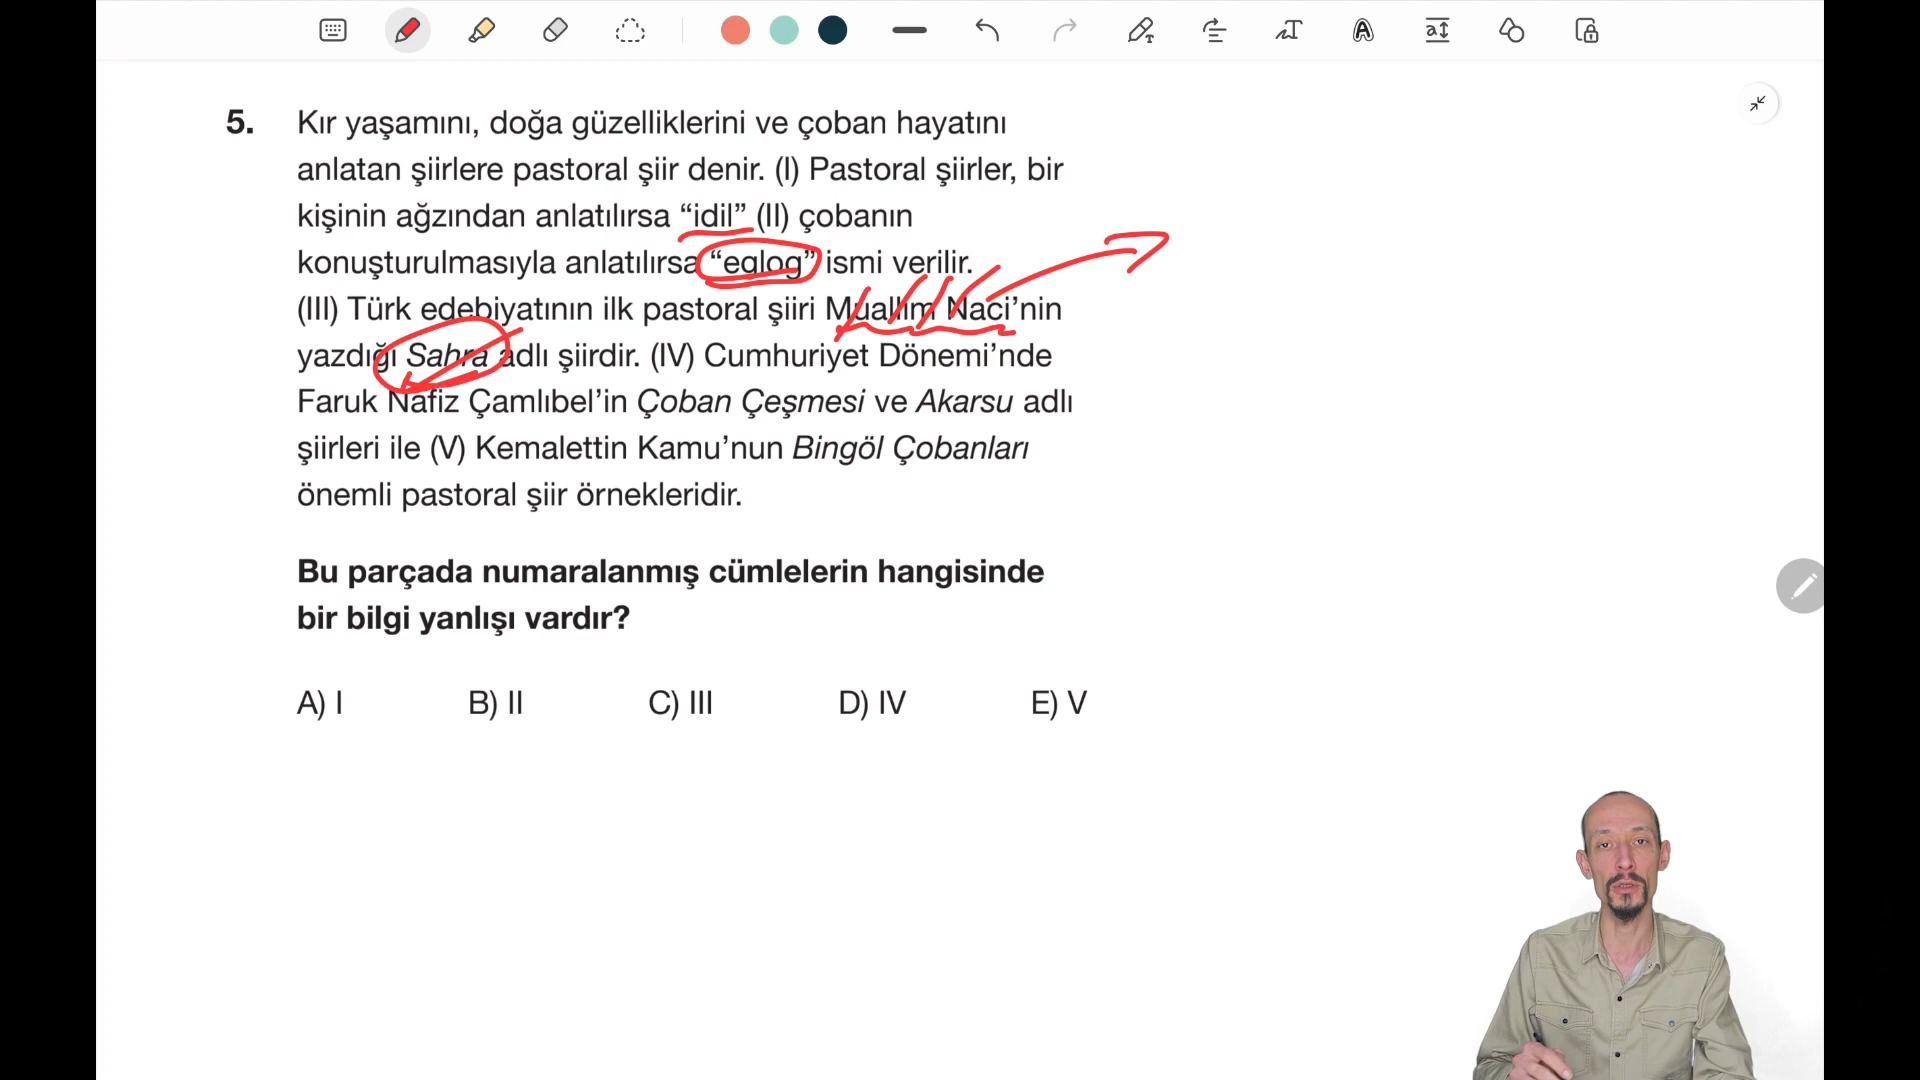 5. Kır yaşamını, doğa güzelliklerini ve çoban hayatını
anlatan şiirlere pastoral şiir denir. (I) Pastoral şiirler, bir
kişinin ağzından anlatılırsa “idil” (II) çobanın
konuşturulmasıyla anlatılırsa “eglog” ismi verilir.
(III) Türk edebiyatının ilk pastoral şiiri Muallim Naci’nin
yazdığı Sahra adlı şiirdir. (IV) Cumhuriyet Dönemi’nde
Faruk Nafiz Çamlıbel’in Çoban Çeşmesi ve Akarsu adlı
şiirleri ile (V) Kemalettin Kamu’nun Bingöl Çobanları
önemli pastoral şiir örnekleridir.
Bu parçada numaralanmış cümlelerin hangisinde
bir bilgi yanlışı vardır?
A) I B) II C) III D) IV E) V